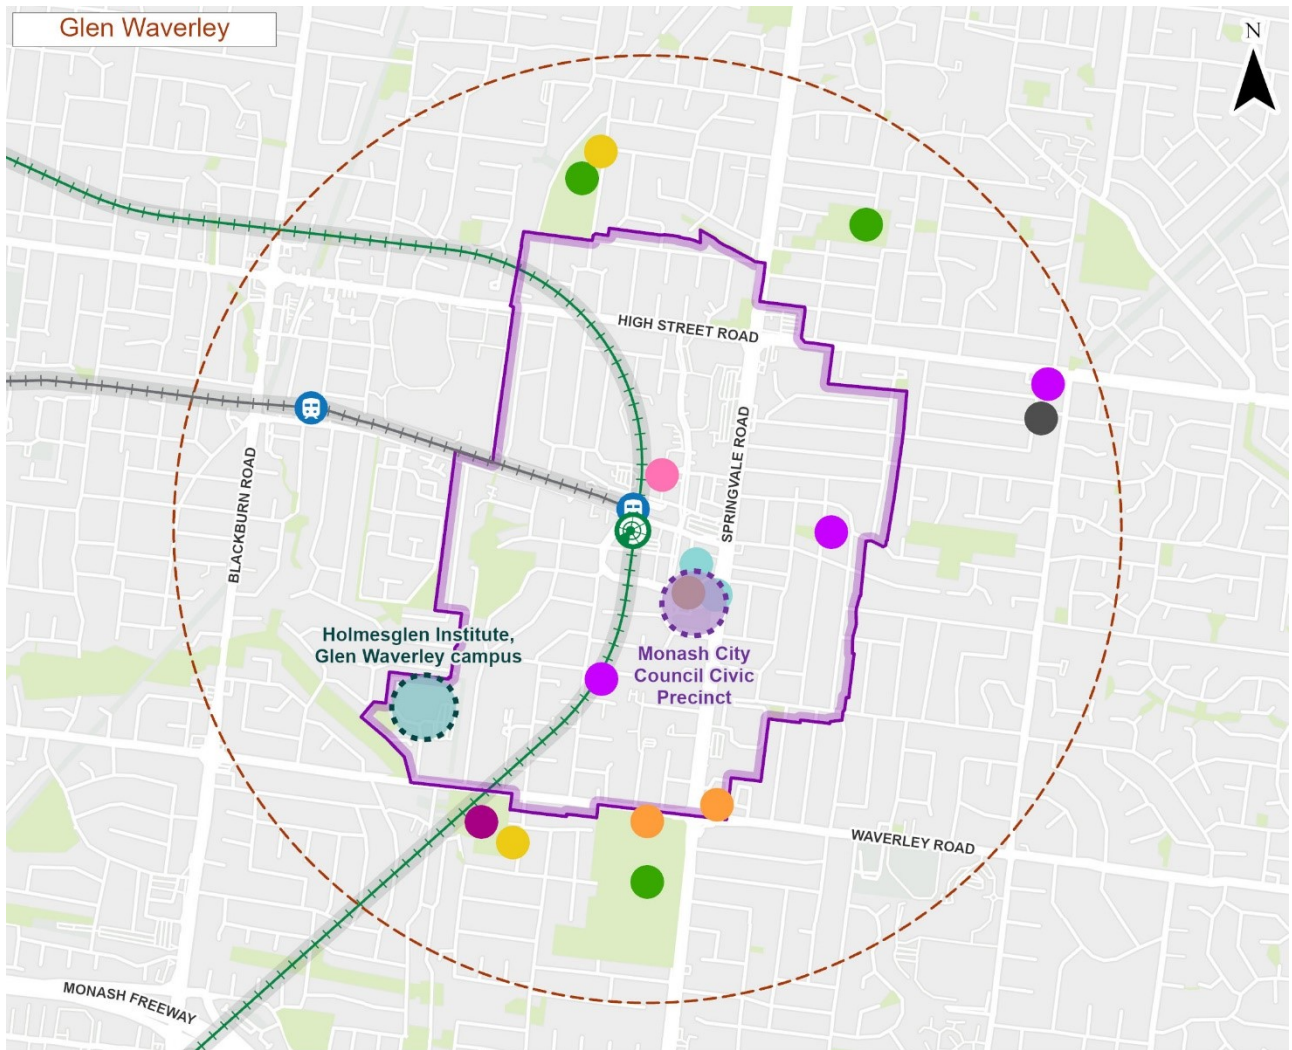 Glen Waverley
N
HIGH STREET ROAD
SPRINGVALE ROAD
BLACKBURN ROAD
Holmesglen Institute,
Glen Waverley campus
Monash City
Council Civic
Precinct
WAVERLEY ROAD
MONASH FREEWAY